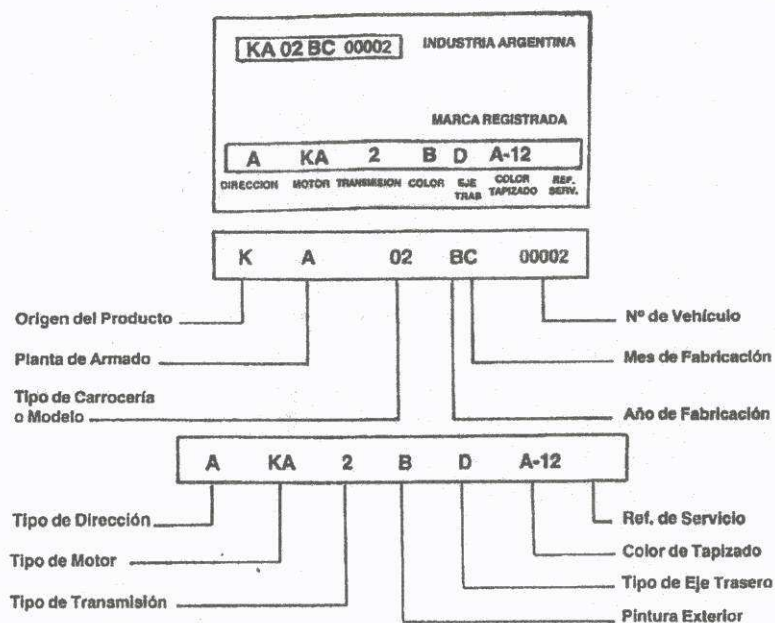 KA 02 BC 00002 INDUSTRIA ARGENTINA
MARCA REGISTRADA
A KA 2 B D A-12
DIRECCION MOTOR TRANSMISION COLOR EJE TRAB COLOR TAPIZADO REF. SERV.
K A 02 BC 00002
Origen del Producto
Nº de Vehículo
Planta de Armado
Mes de Fabricación
Tipo de Carrocería
o Modelo
Año de Fabricación
A KA 2 B D A-12
Tipo de Dirección
Ref. de Servicio
Tipo de Motor
Color de Tapizado
Tipo de Transmisión
Tipo de Eje Trasero
Pintura Exterior